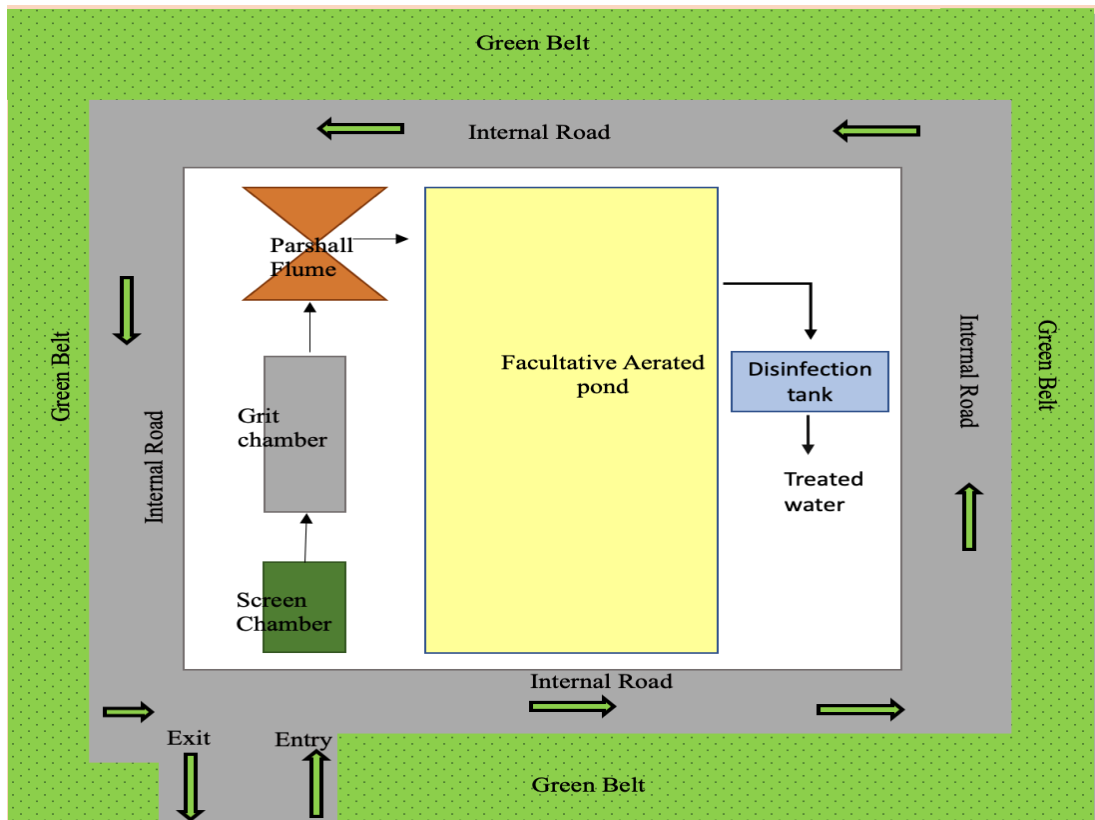 Green Belt
Internal Road
Parshall
Flume
Green Belt
Internal Road
Grit
chamber
Screen
Chamber
Facultative Aerated
pond
Disinfection
tank
Treated
water
Internal Road
Green Belt
Internal Road
Exit
Entry
Green Belt